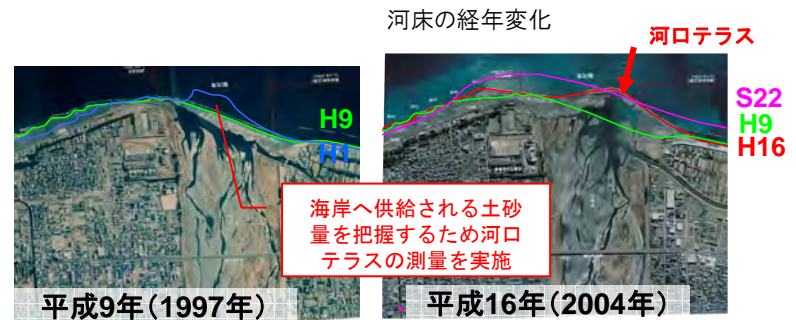 河床の経年変化
河口テラス
H9
H1
S22
H9
H16
海岸へ供給される土砂
量を把握するため河口
テラスの測量を実施
平成9年(1997年)
平成16年(2004年)